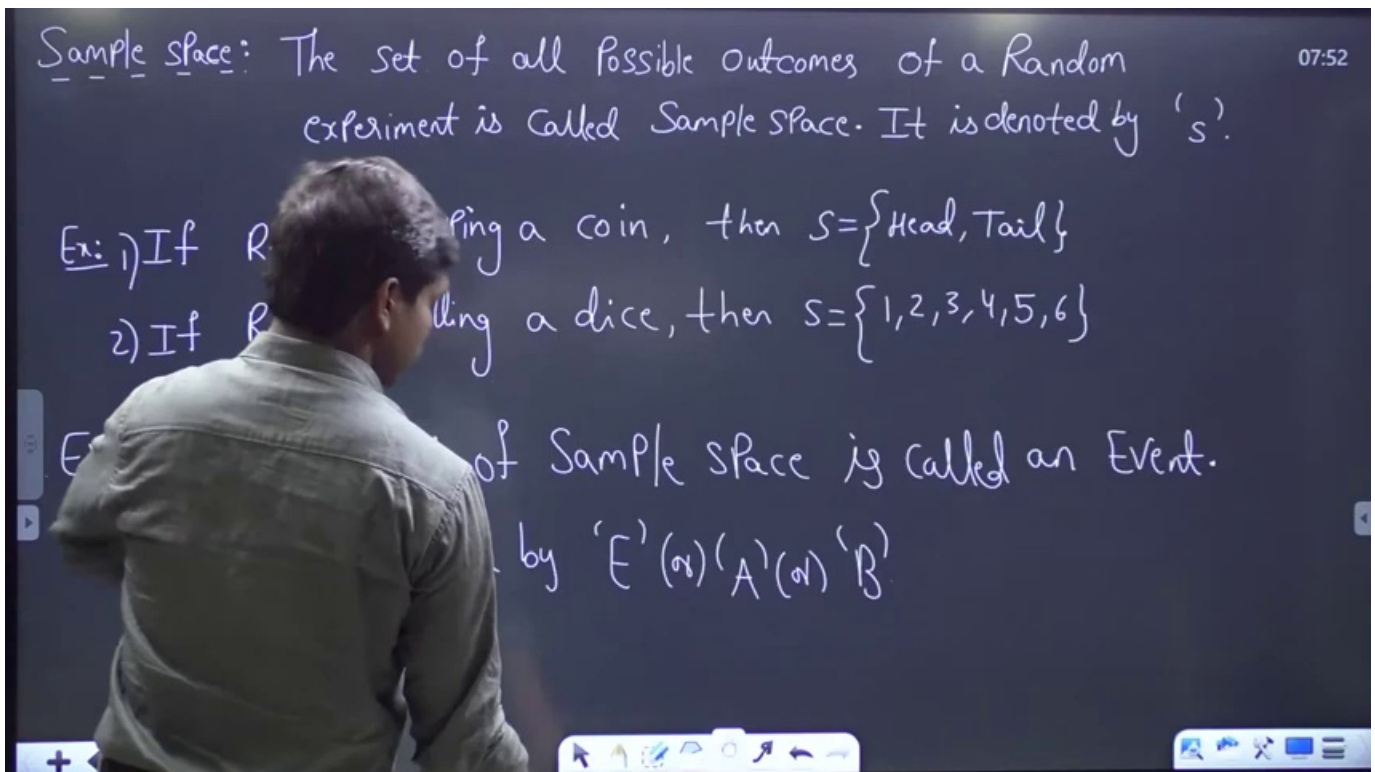 Sample space: The set of all Possible outcomes of a Random
07:52
experiment is called Sample space. It is denoted by 's'.
Ex: 1) If R ping a coin, then S={Head, Tail}
2) If R lling a dice, then S={1,2,3,4,5,6}
E of Sample space is called an Event.
by 'E' (or) 'A' (or) 'B'